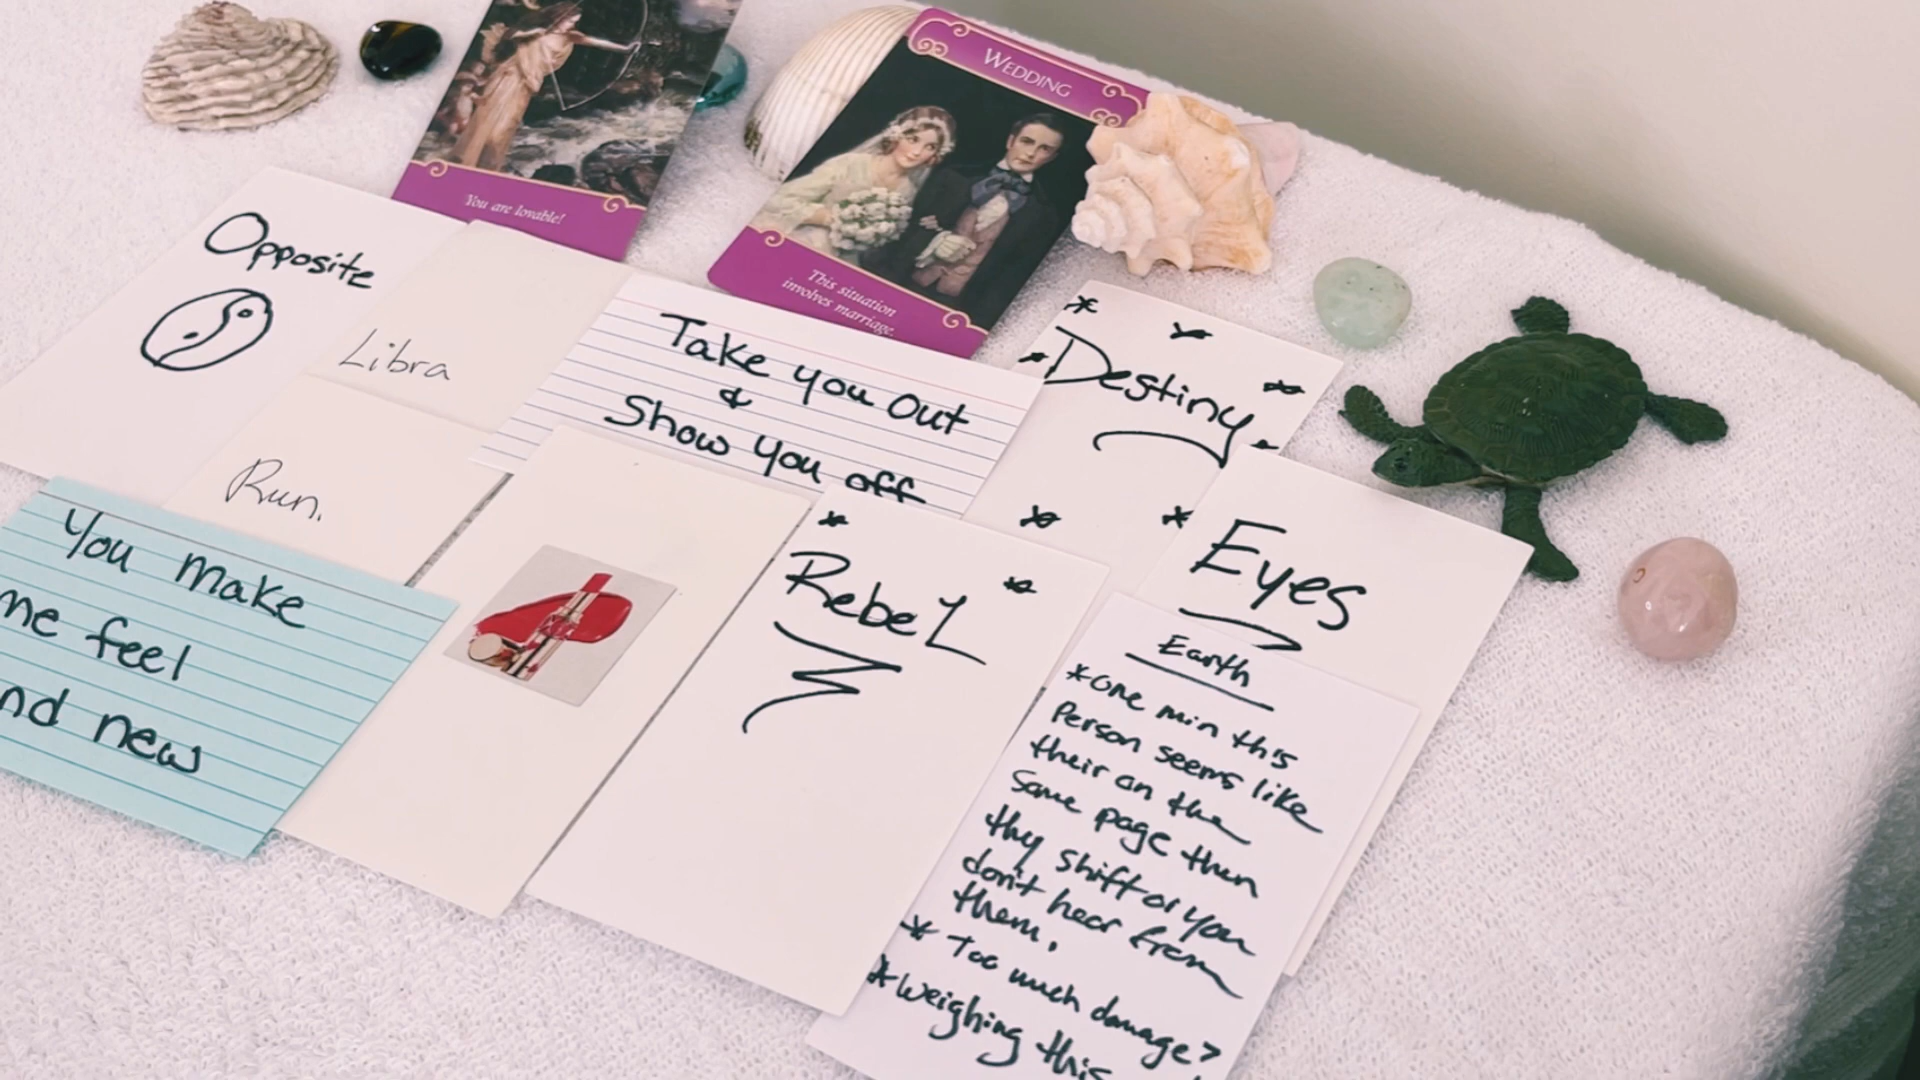 You are lovable!
WEDDING
This situation
involves marriage.
Opposite
Libra
Run.
Take you out
&
Show you off
Destiny
Eyes
You make
me feel
nd new
Rebel
Earth
*one min this
Person seems like
their on the
same page then
thy shift or you
don't hear from
them.
* Too much damage?
*weighing this